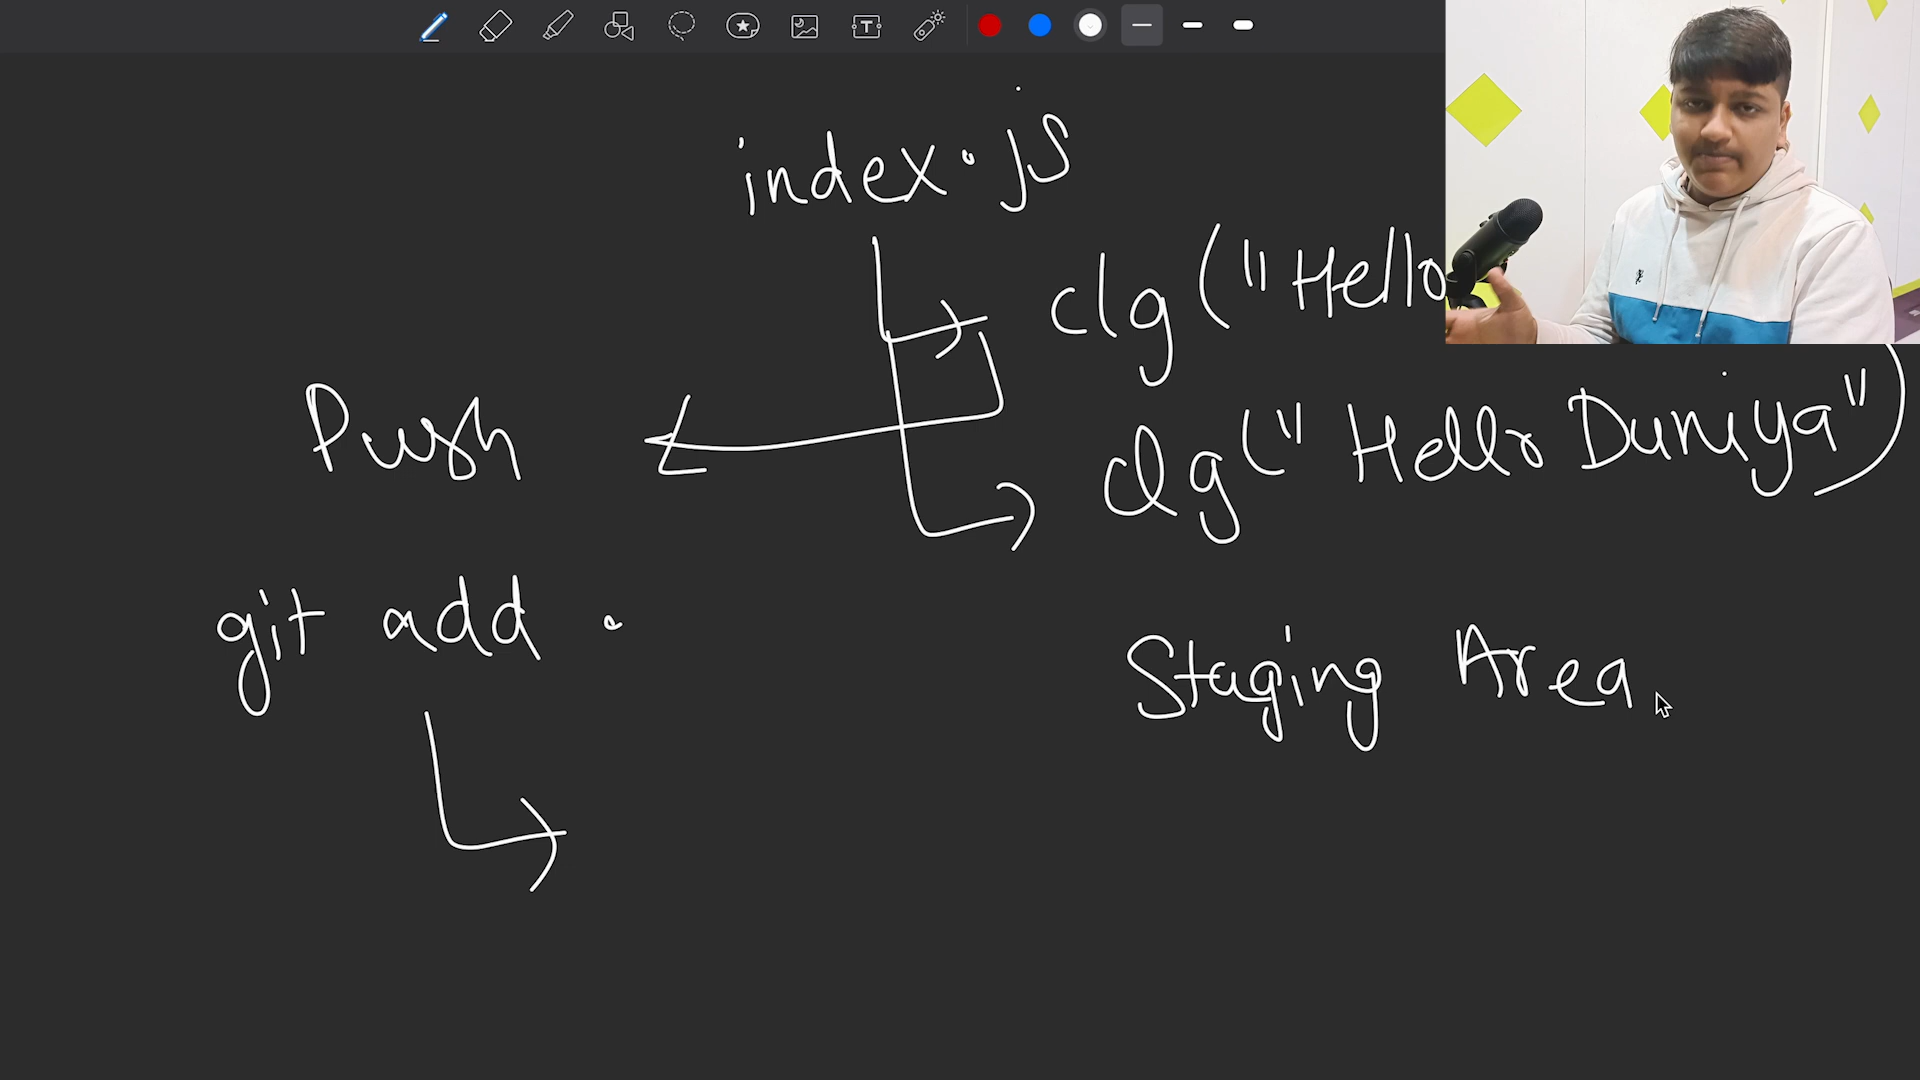 index.js
clg ("Hello
Push
clg ("Hello Duniya")
git add .
Staging Area